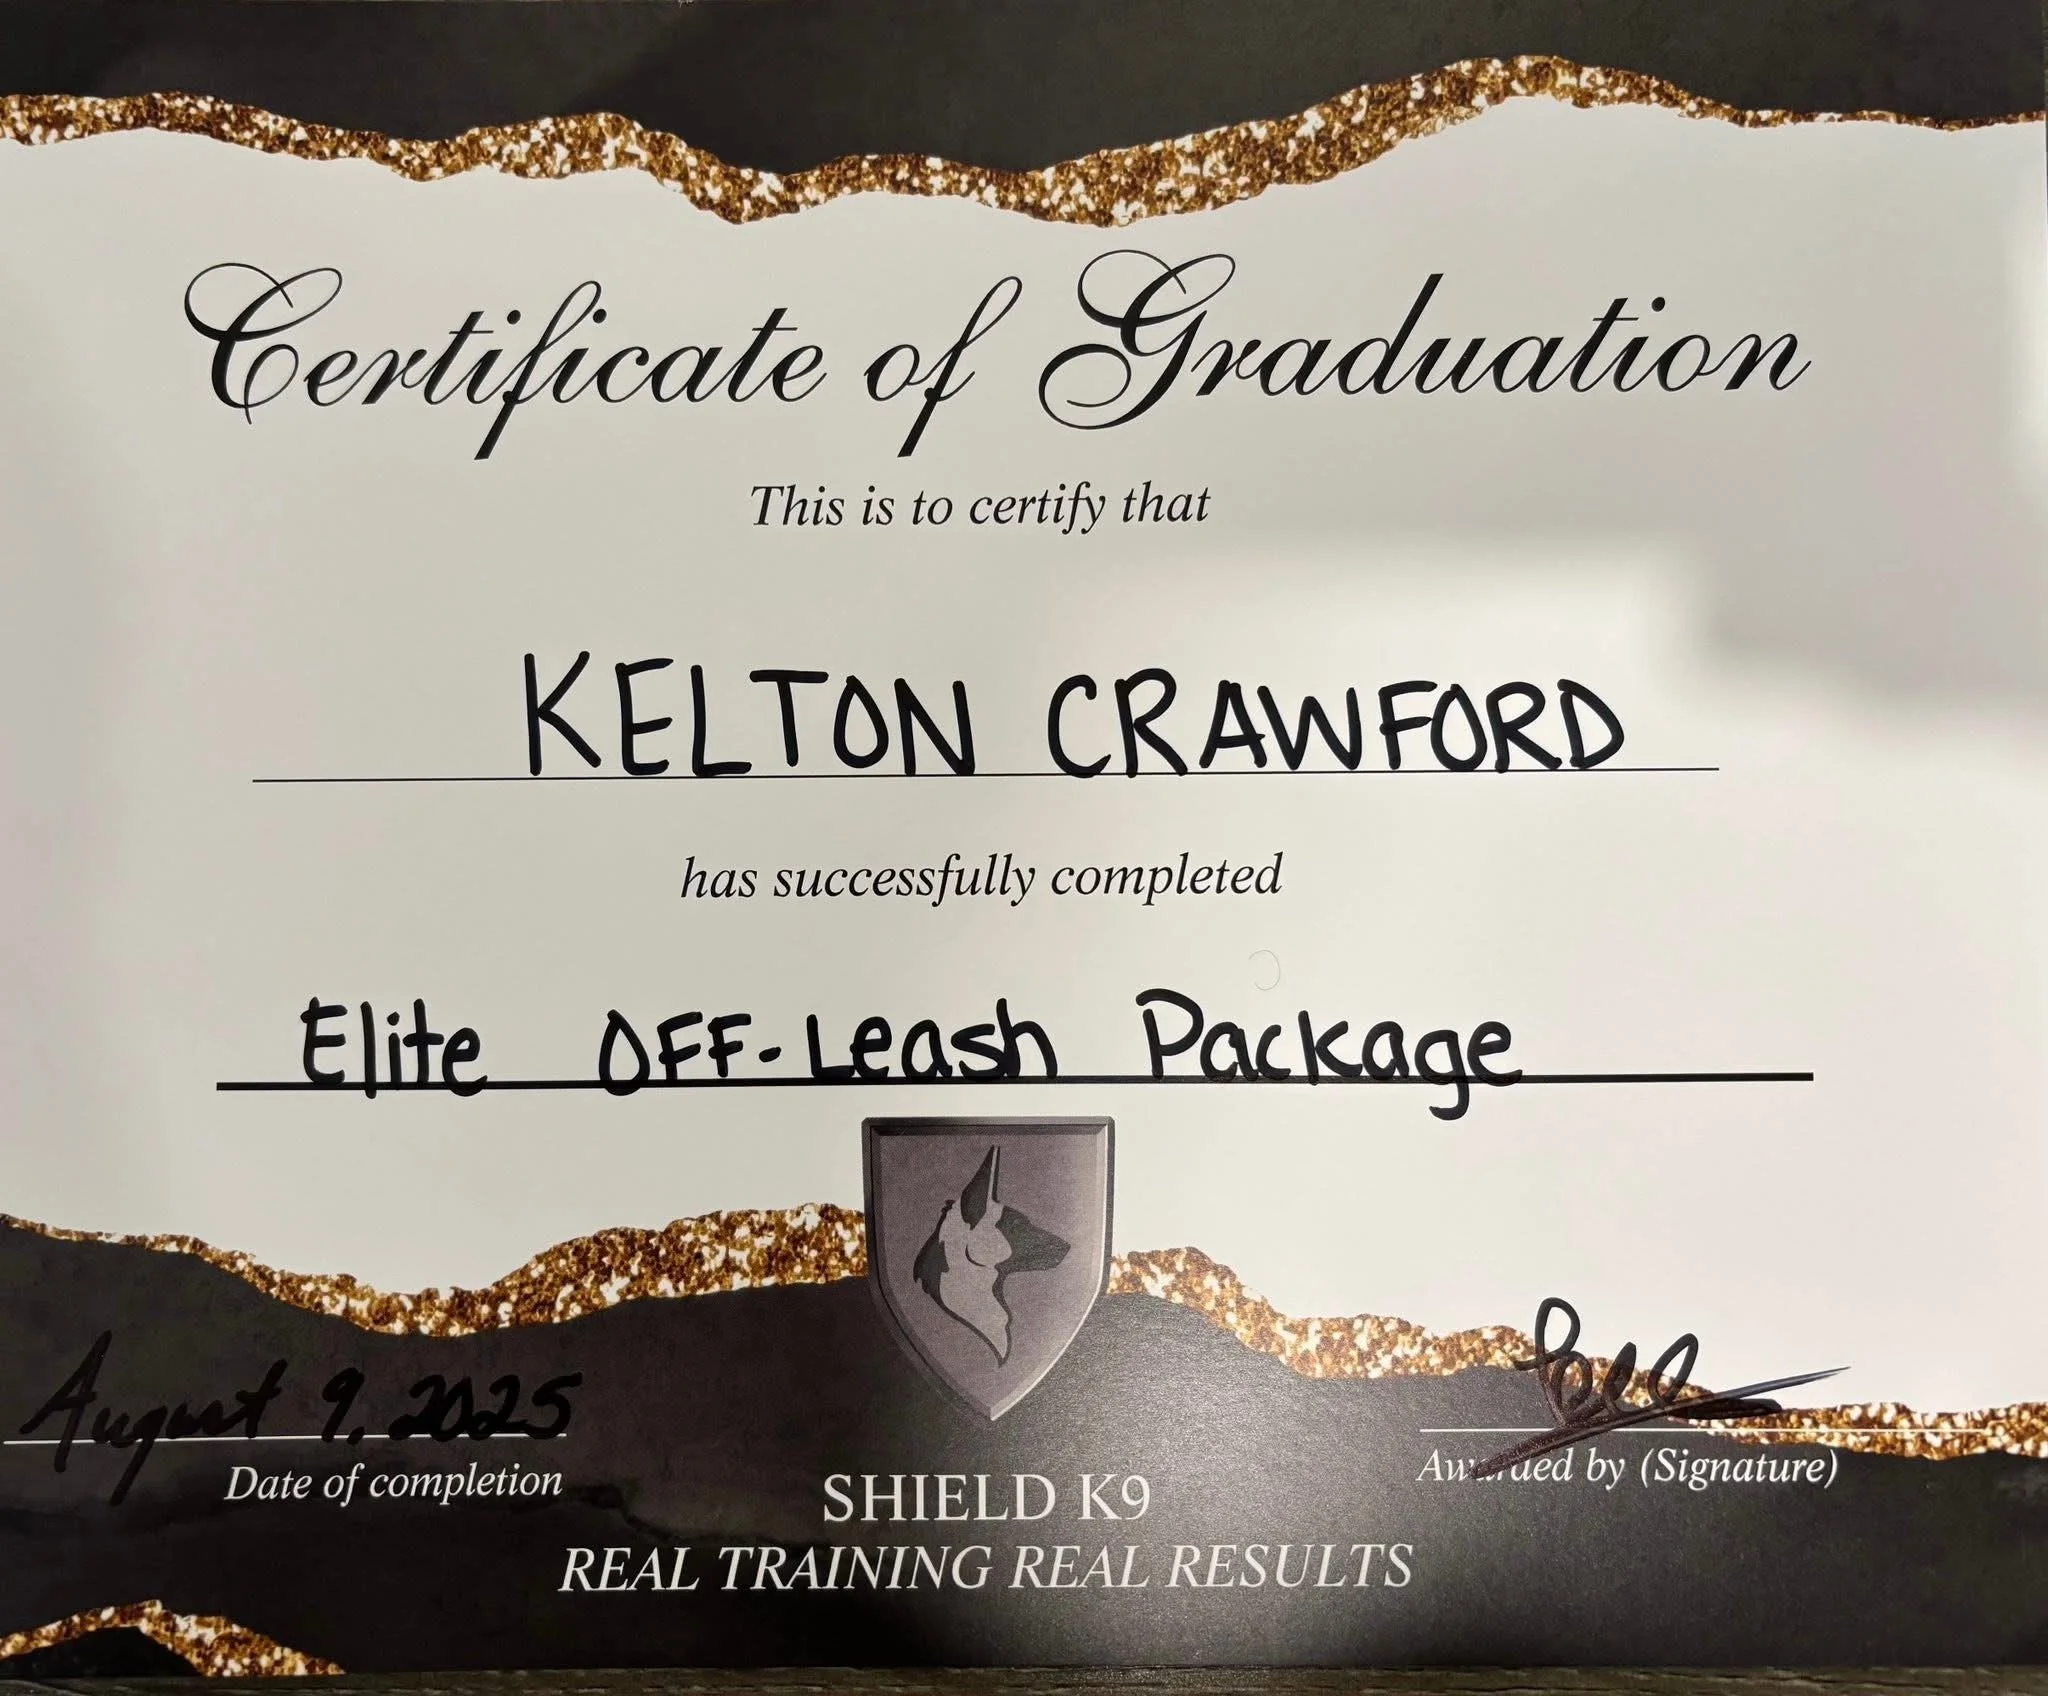 Certificate of Graduation
This is to certify that
KELTON CRAWFORD
has successfully completed
Elite OFF-Leash Package
August 9, 2025
Date of completion
Awarded by (Signature)
SHIELD K9
REAL TRAINING REAL RESULTS